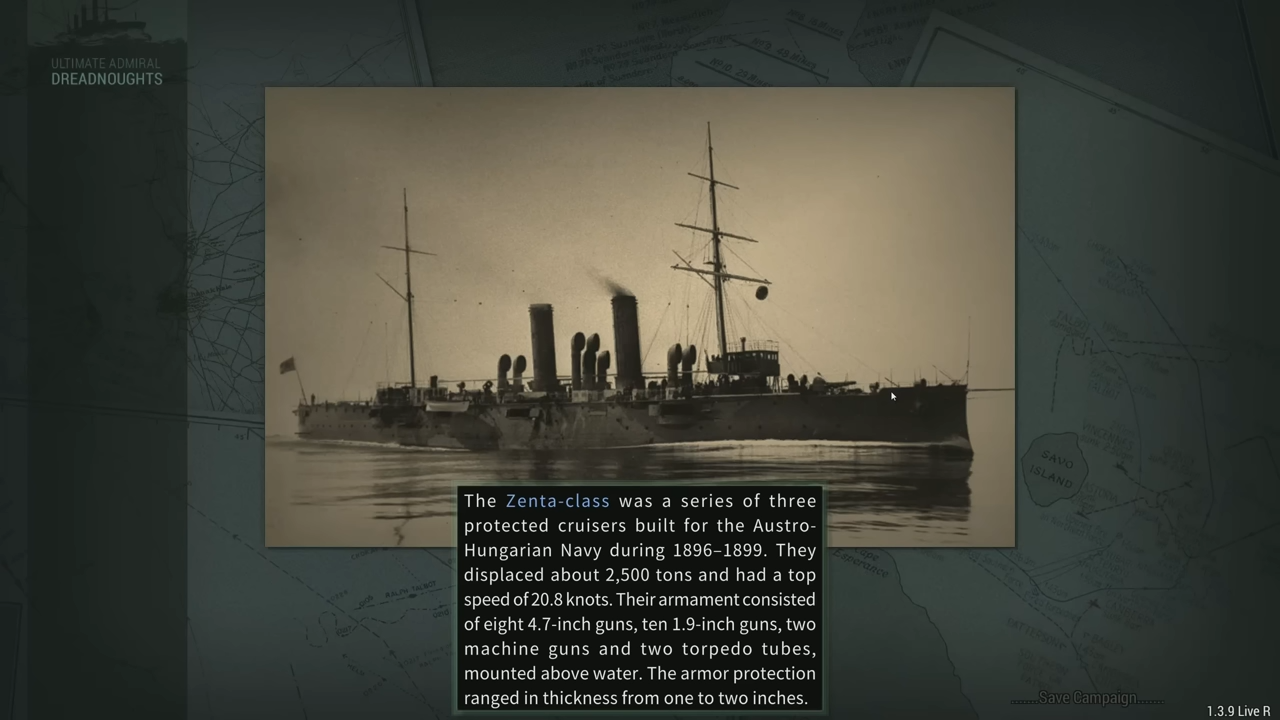 ULTIMATE ADMIRAL
DREADNOUGHTS
SAVO
ISLAND
Esperance
The Zenta-class was a series of three
protected cruisers built for the Austro-
Hungarian Navy during 1896–1899. They
displaced about 2,500 tons and had a top
speed of 20.8 knots. Their armament consisted
of eight 4.7-inch guns, ten 1.9-inch guns, two
machine guns and two torpedo tubes,
mounted above water. The armor protection
ranged in thickness from one to two inches.
......Save Campaign......
1.3.9 Live R